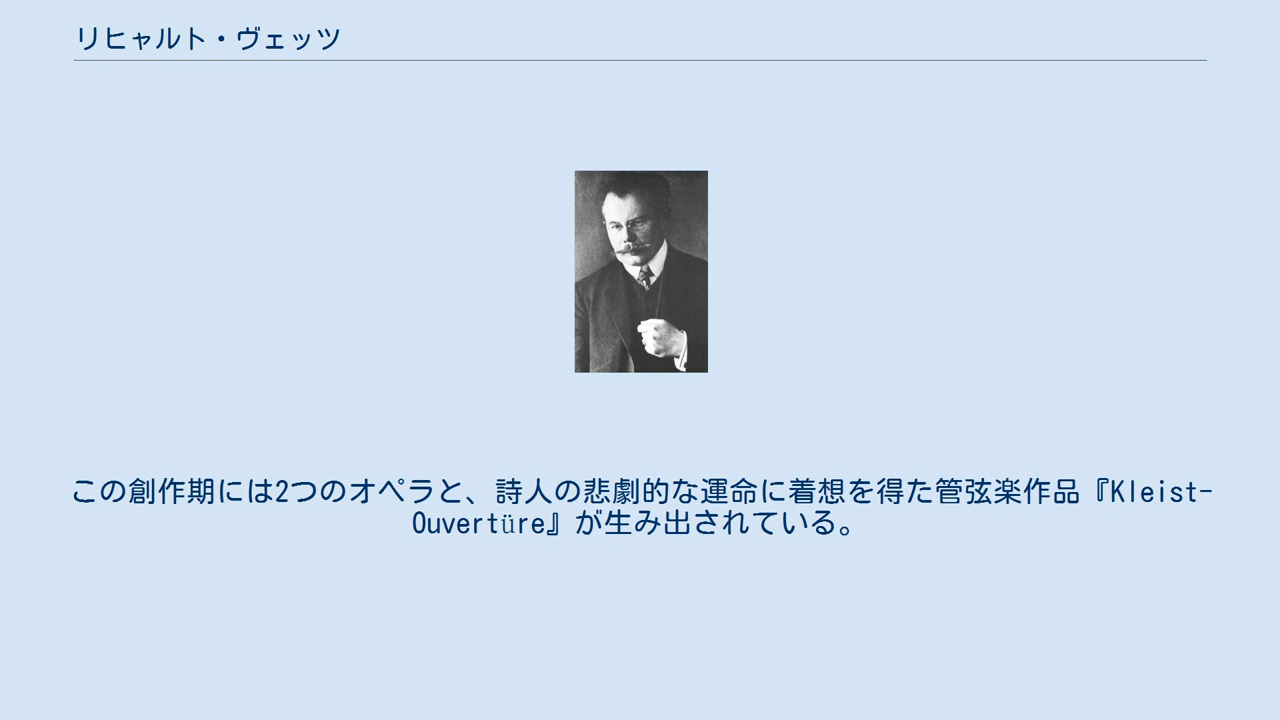 リヒャルト・ヴェッツ
この創作期には2つのオペラと、詩人の悲劇的な運命に着想を得た管弦楽作品『Kleist-
Ouvertüre』が生み出されている。